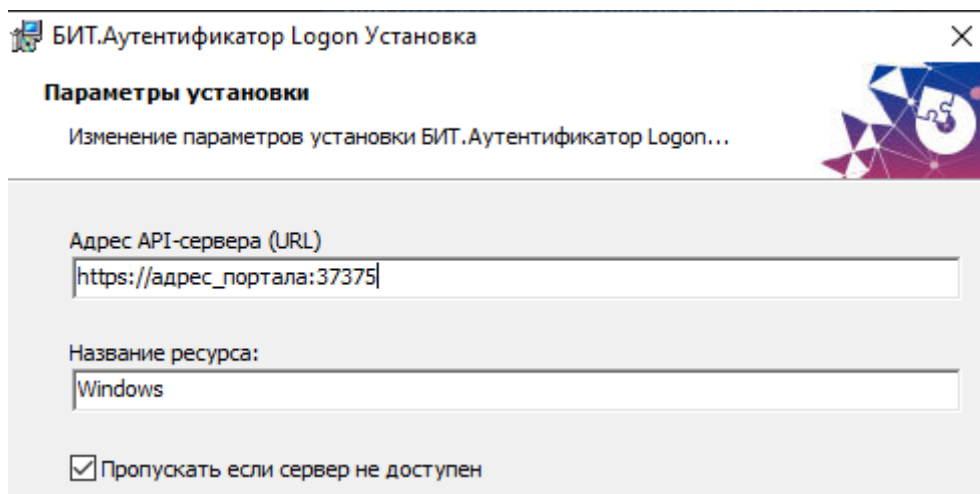 БИТ.Аутентификатор Logon Установка
Параметры установки
Изменение параметров установки БИТ.Аутентификатор Logon...
Адрес API-сервера (URL)
https://адрес_портала:37375
Название ресурса:
Windows
Пропускать если сервер не доступен